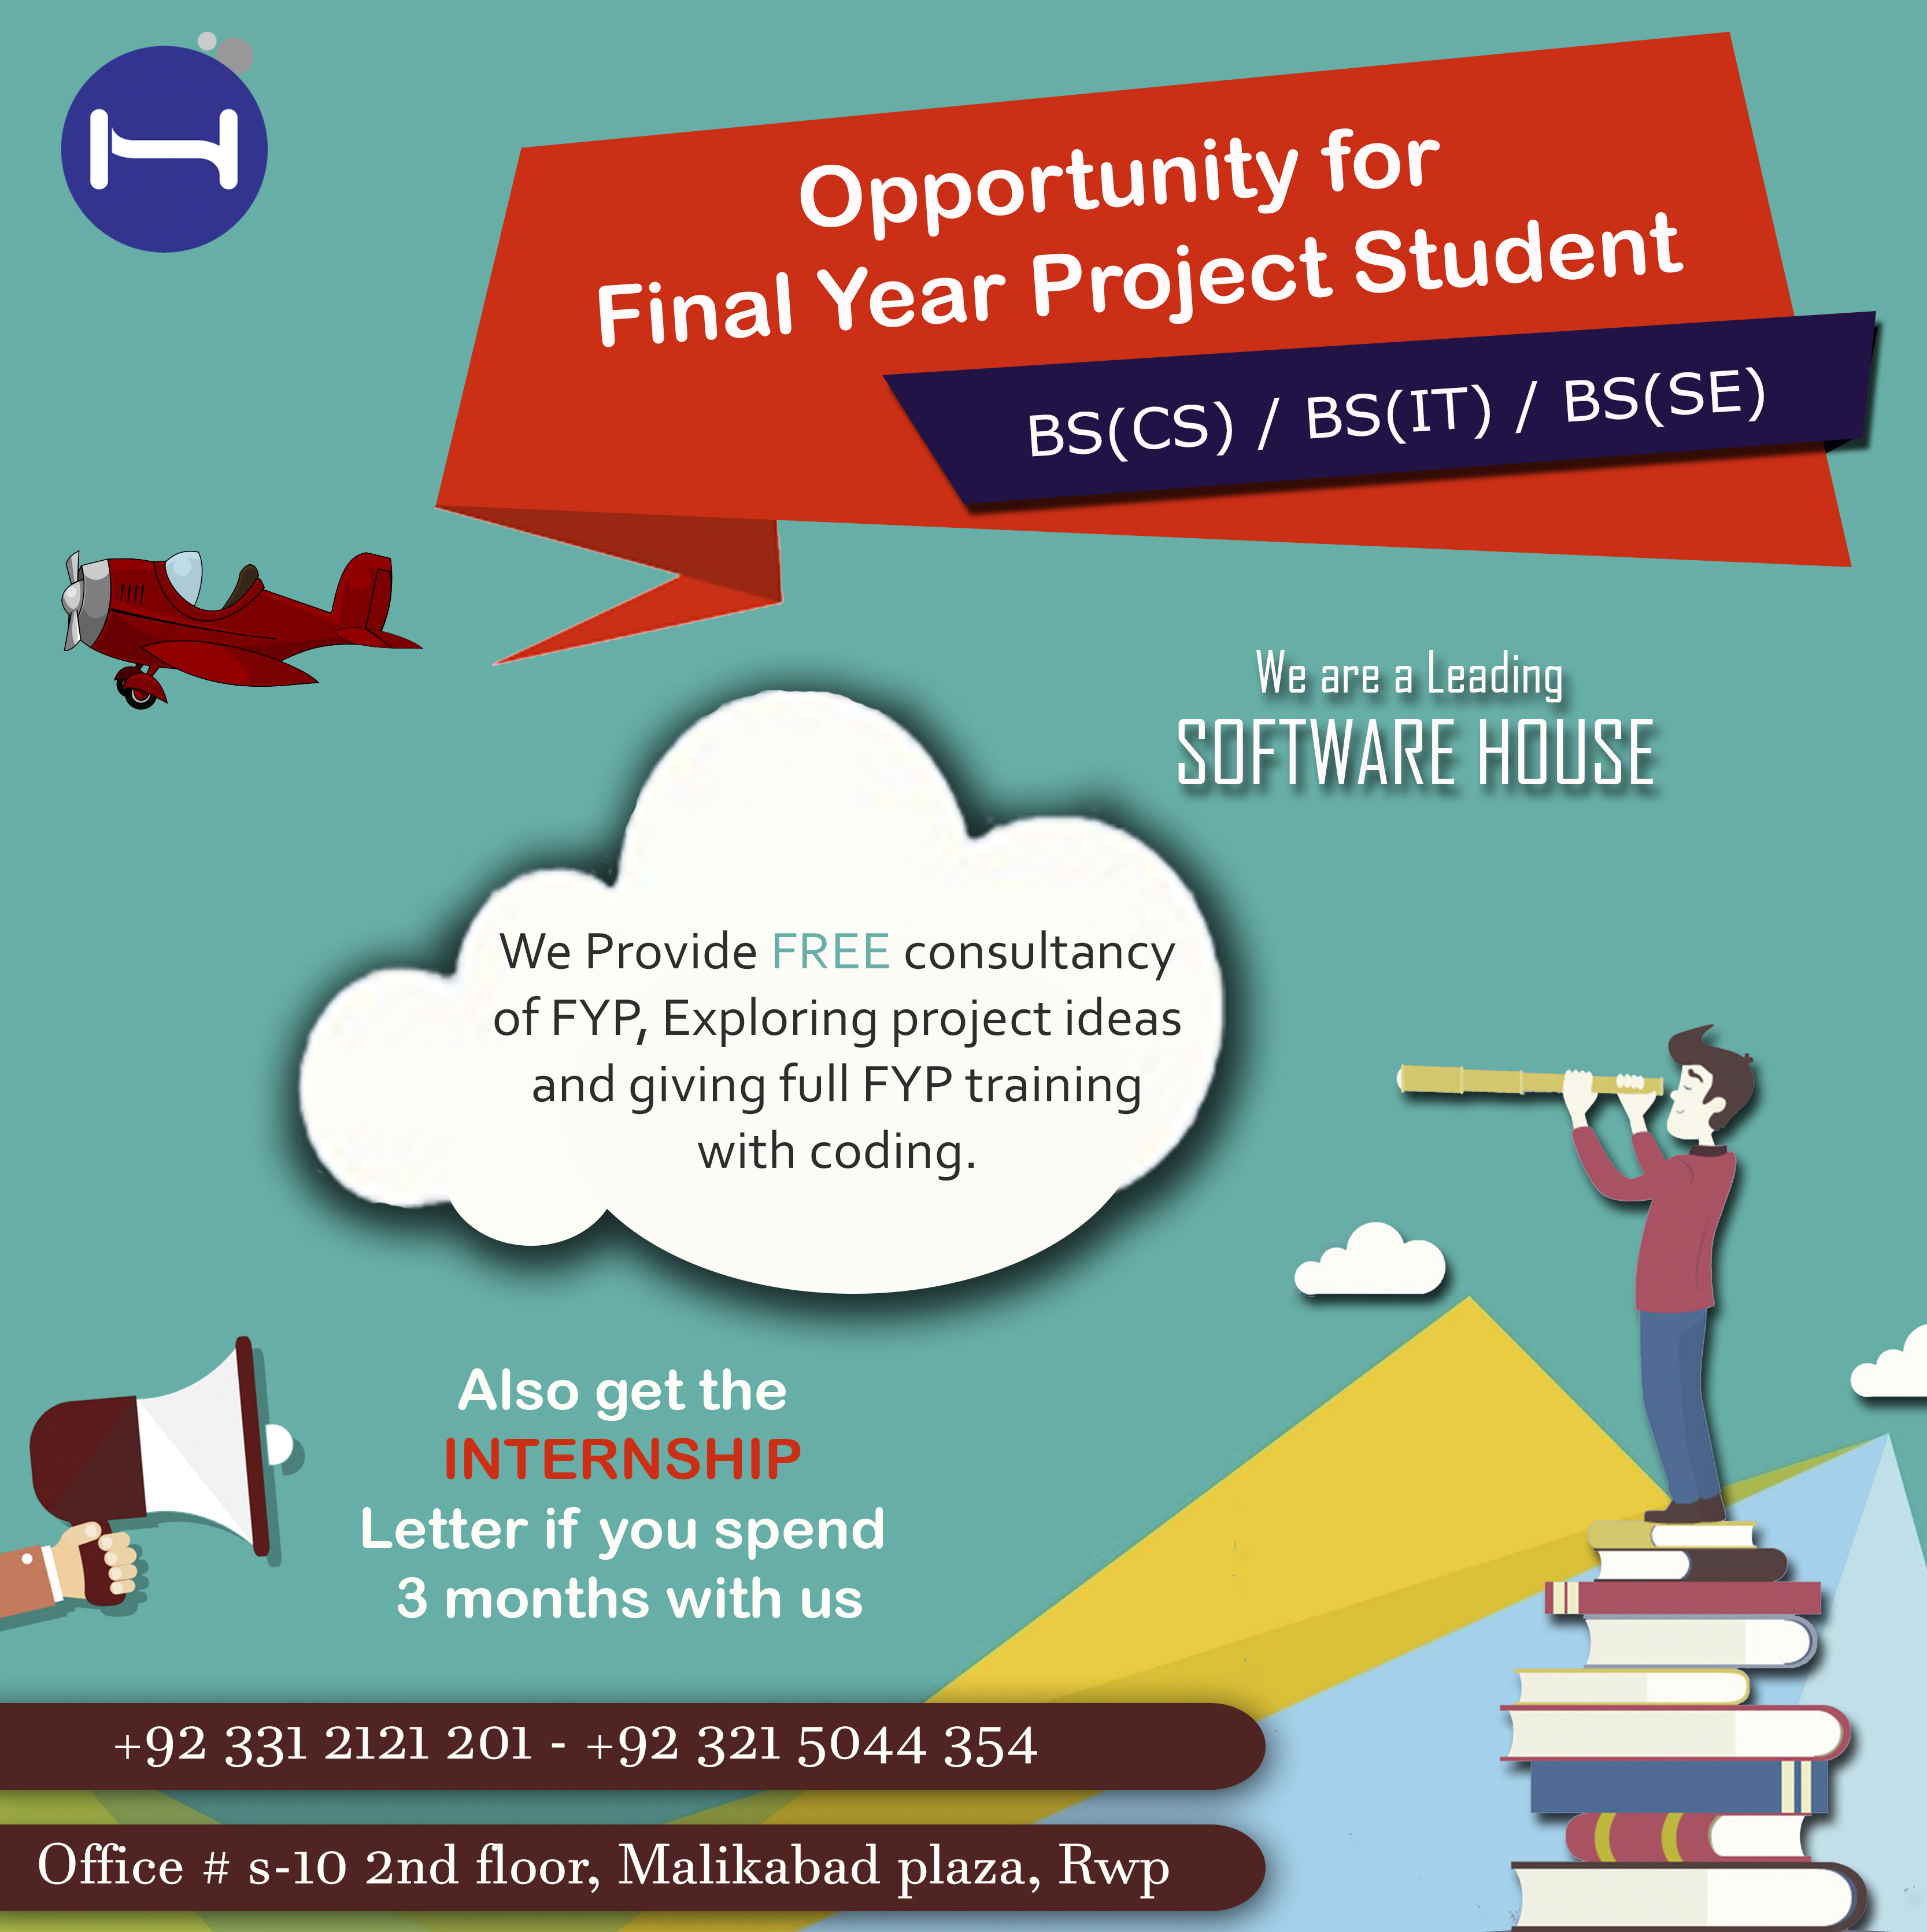 Opportunity for
Final Year Project Student
BS(CS) / BS(IT) / BS(SE)
We are a Leading
SOFTWARE HOUSE
We Provide FREE consultancy
of FYP, Exploring project ideas
and giving full FYP training
with coding.
Also get the
INTERNSHIP
Letter if you spend
3 months with us
+92 331 2121 201 - +92 321 5044 354
Office # s-10 2nd floor, Malikabad plaza, Rwp